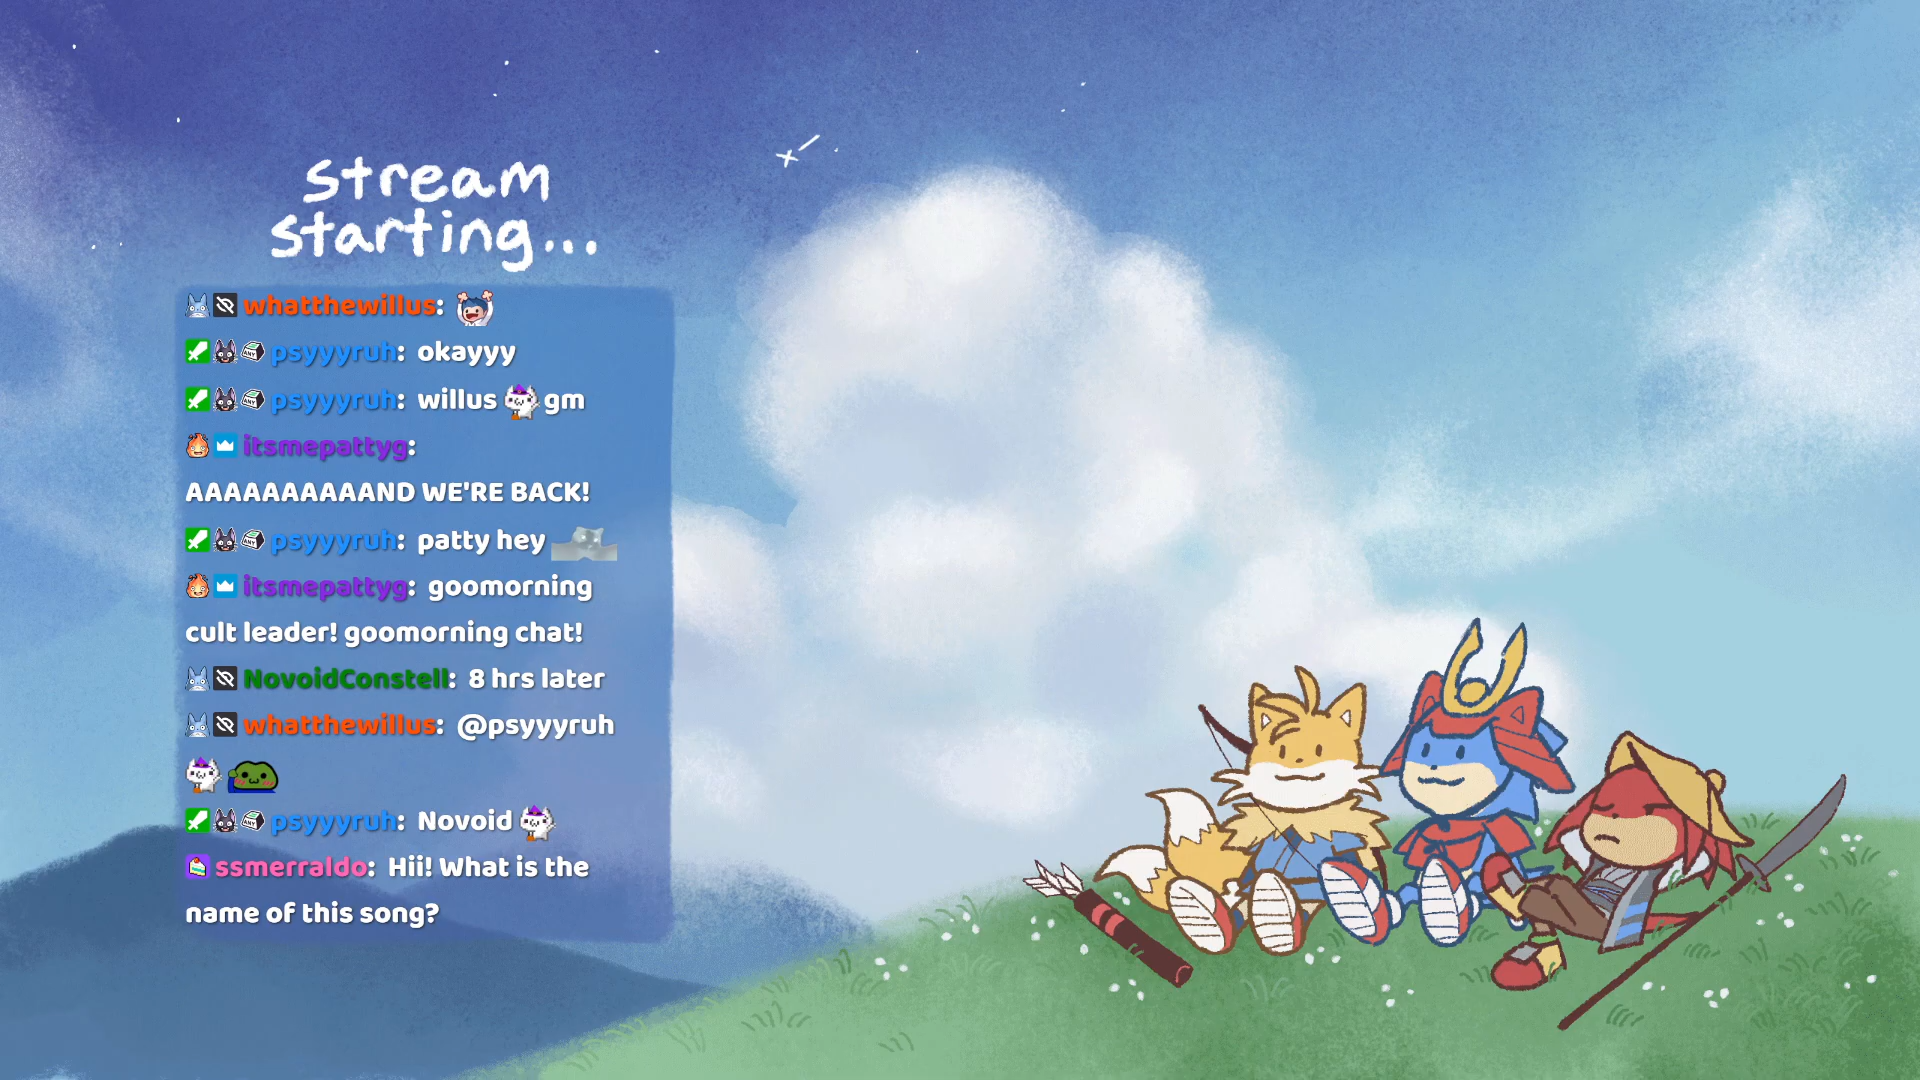 stream
starting...
whatthewillus:
psyyyruh: okayyy
psyyyruh: willus gm
itsmepattyg:
AAAAAAAAAAND WE'RE BACK!
psyyyruh: patty hey
itsmepattyg: goomorning
cult leader! goomorning chat!
NovoidConstell: 8 hrs later
whatthewillus: @psyyyruh
psyyyruh: Novoid
ssmerraldo: Hii! What is the
name of this song?